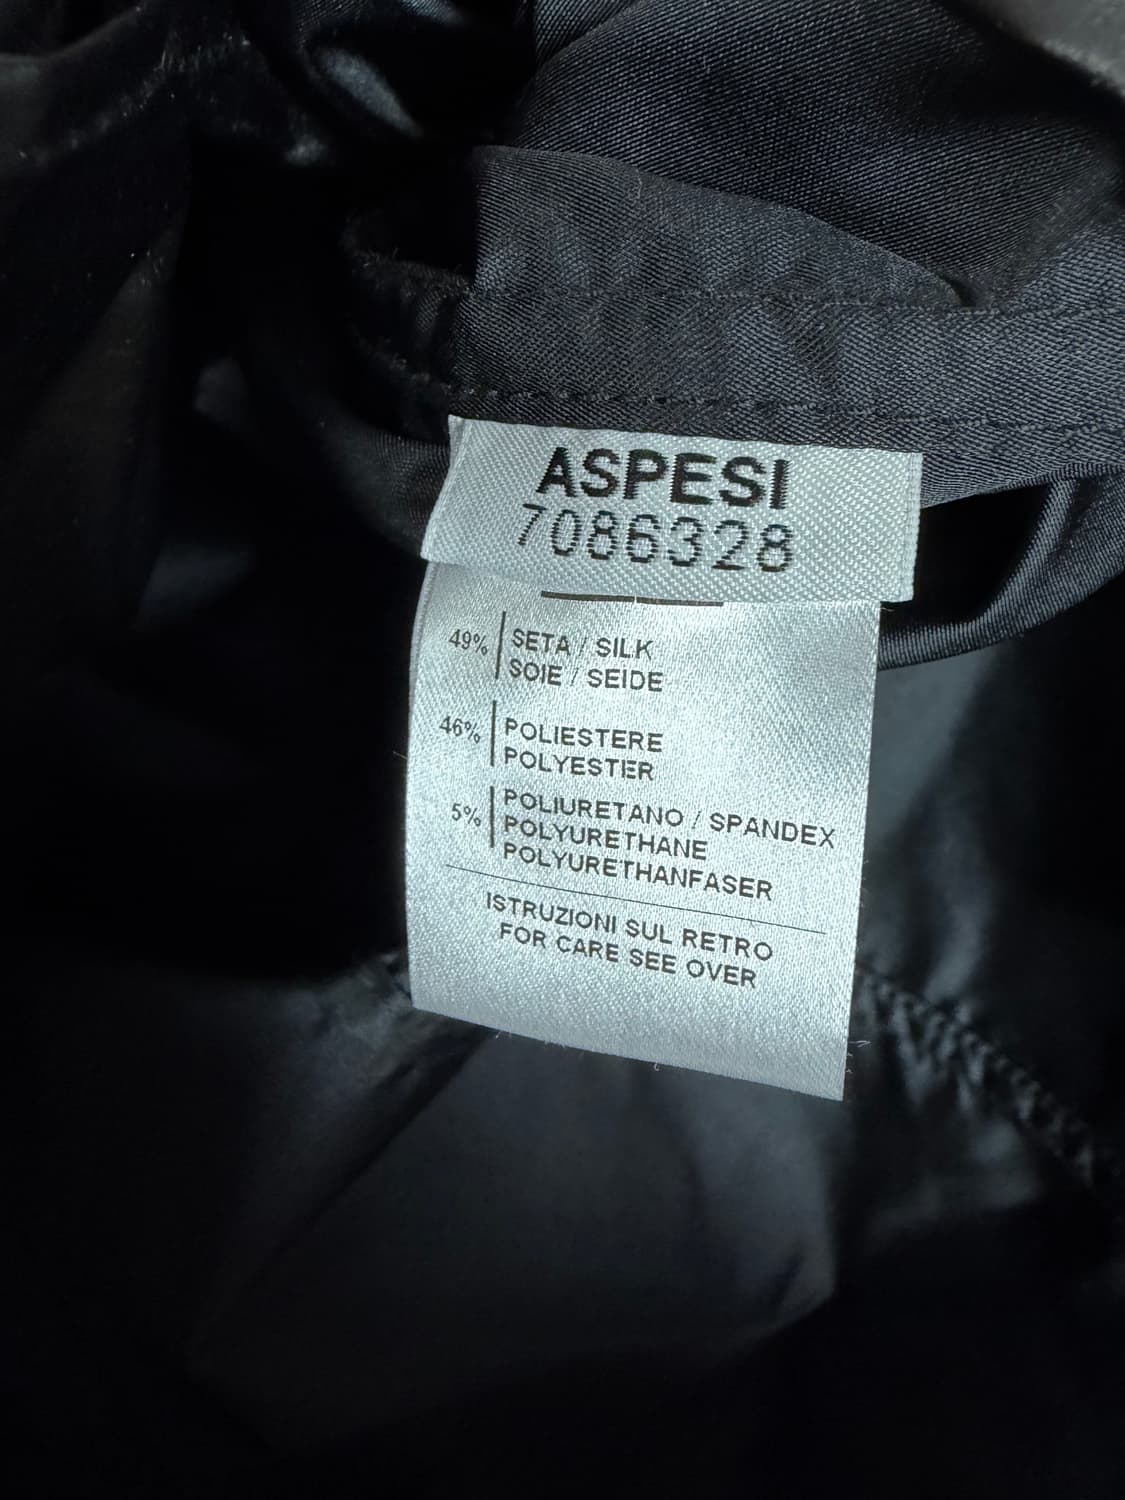 ASPESI
7086328
49% SETA / SILK
SOIE / SEIDE
46% POLIESTERE
POLYESTER
5% POLIURETANO / SPANDEX
POLYURETHANE
POLYURETHANFASER
ISTRUZIONI SUL RETRO
FOR CARE SEE OVER